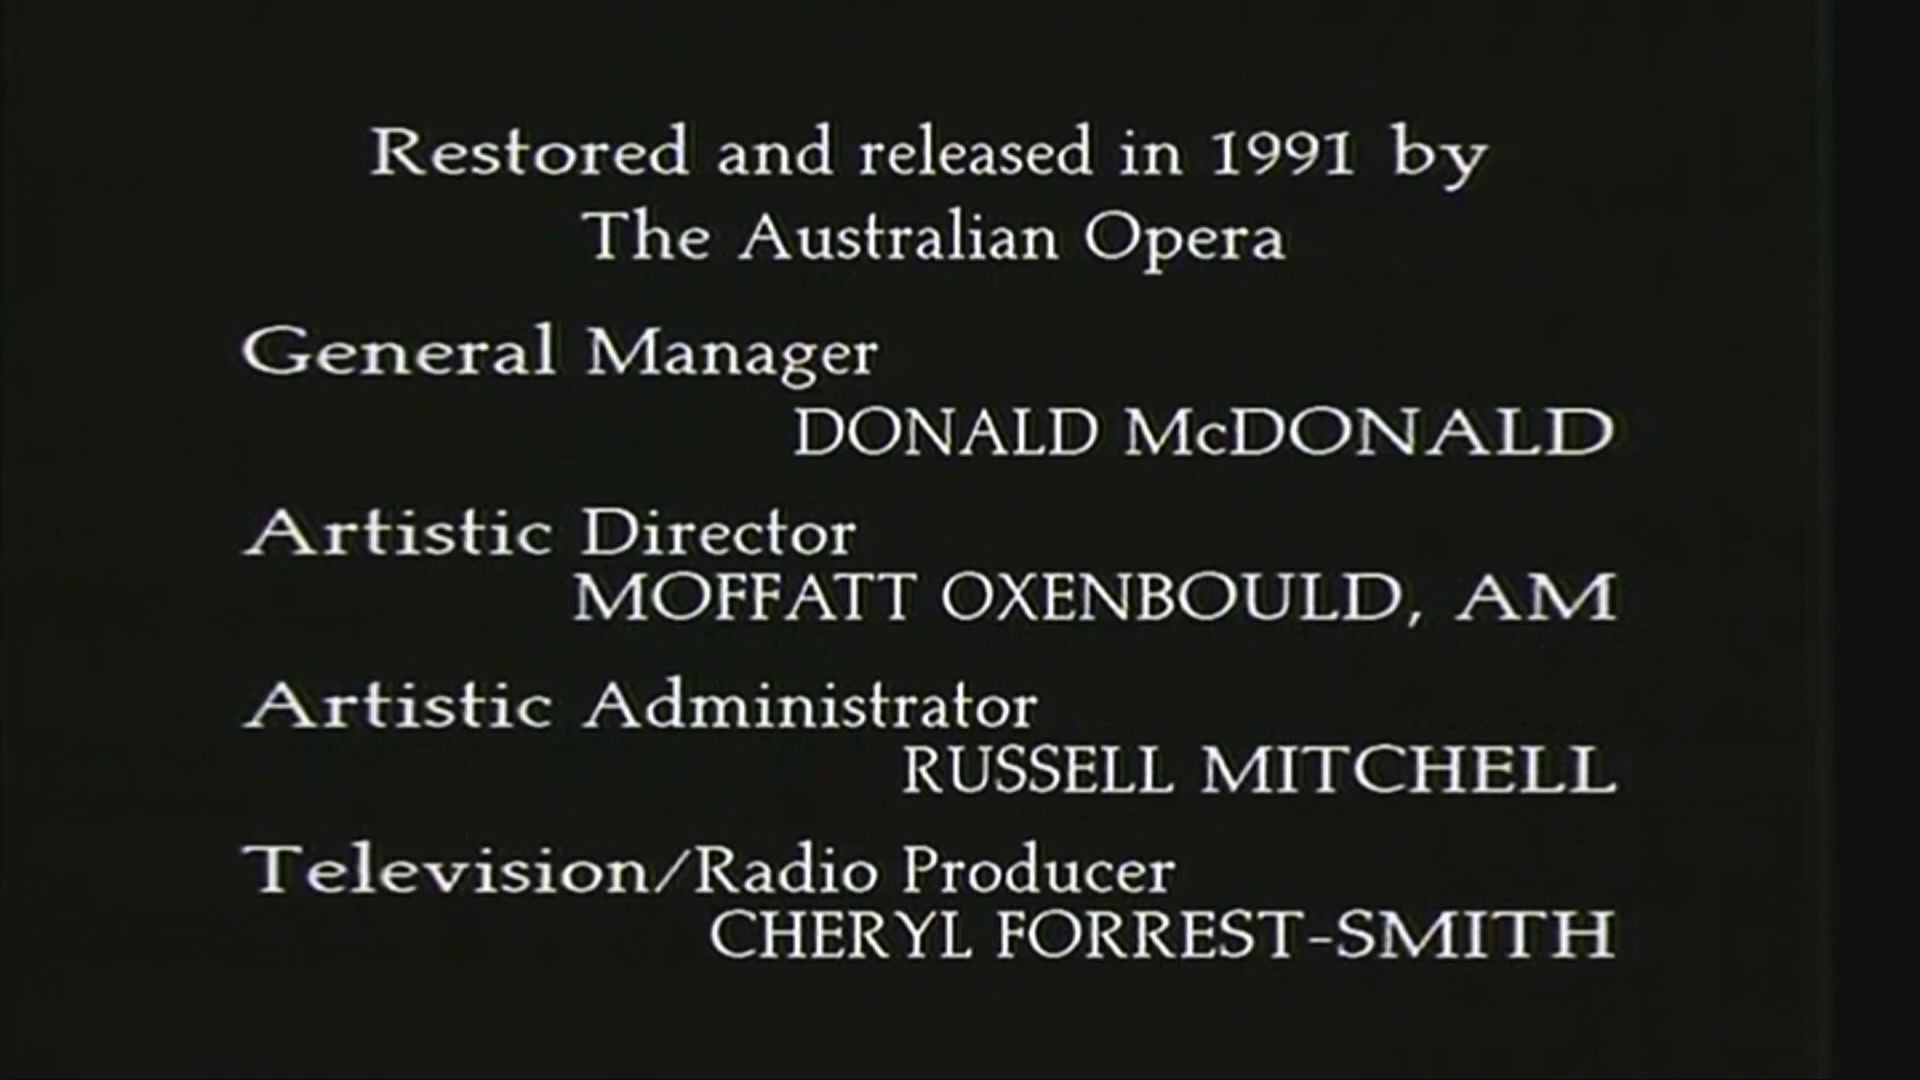 Restored and released in 1991 by
The Australian Opera
General Manager
DONALD McDONALD
Artistic Director
MOFFATT OXENBOULD, AM
Artistic Administrator
RUSSELL MITCHELL
Television/Radio Producer
CHERYL FORREST-SMITH